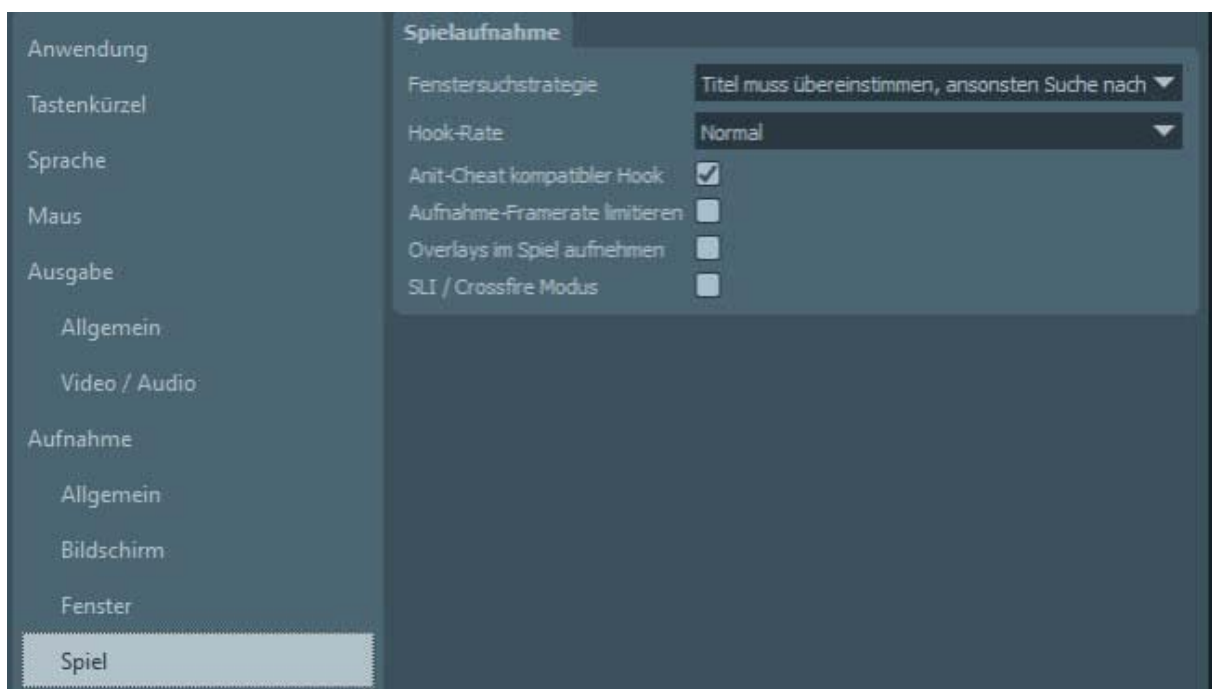 Anwendung
Tastenkürzel
Sprache
Maus
Ausgabe
Allgemein
Video / Audio
Aufnahme
Allgemein
Bildschirm
Fenster
Spiel
Spielaufnahme
Fenstersuchstrategie Titel muss übereinstimmen, ansonsten Suche nach
Hook-Rate Normal
Anit-Cheat kompatibler Hook
Aufnahme-Framerate limitieren
Overlays im Spiel aufnehmen
SLI / Crossfire Modus